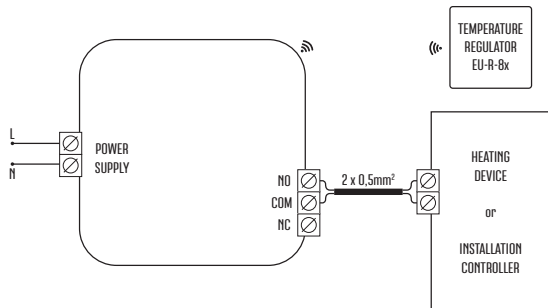 TEMPERATURE
REGULATOR
EU-R-8x
L
N
POWER
SUPPLY
NO
COM
NC
2 x 0,5mm²
HEATING
DEVICE
or
INSTALLATION
CONTROLLER